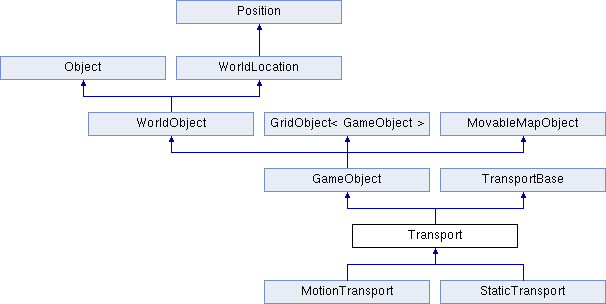 Position
Object
WorldLocation
WorldObject
GridObject< GameObject >
MovableMapObject
GameObject
TransportBase
Transport
MotionTransport
StaticTransport